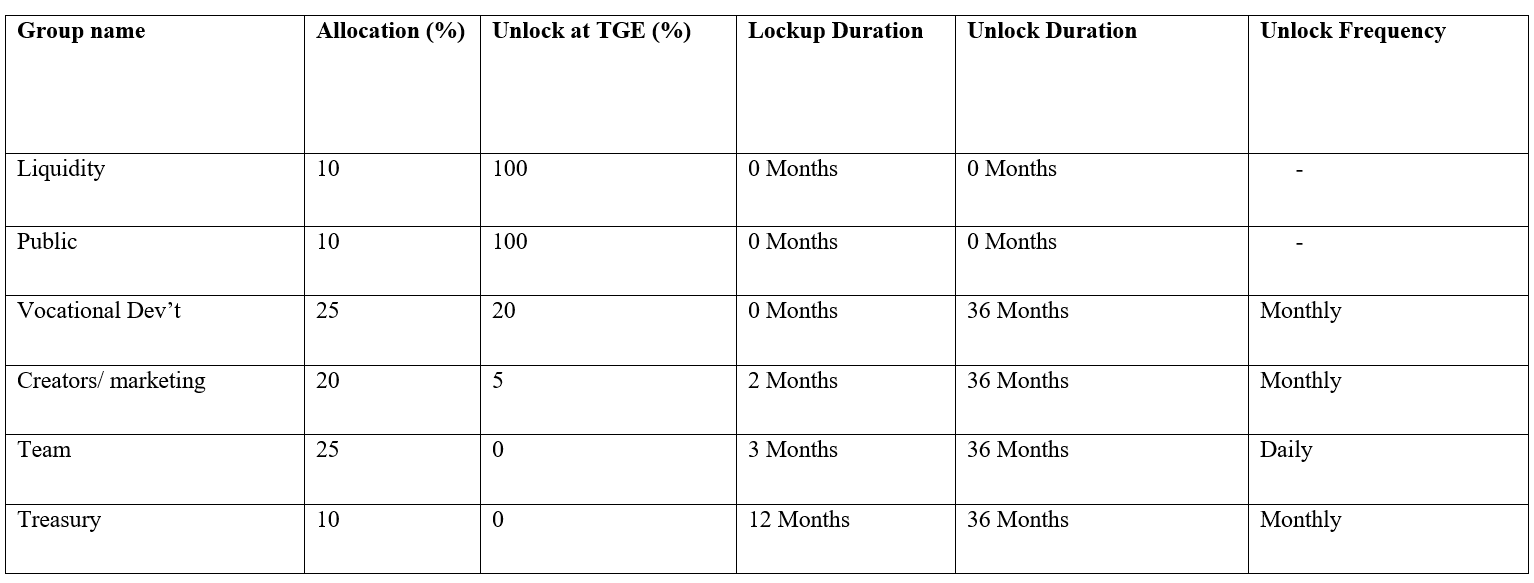 Group name Allocation (%) Unlock at TGE (%) Lockup Duration Unlock Duration Unlock Frequency
Liquidity 10 100 0 Months 0 Months -
Public 10 100 0 Months 0 Months -
Vocational Dev’t 25 20 0 Months 36 Months Monthly
Creators/ marketing 20 5 2 Months 36 Months Monthly
Team 25 0 3 Months 36 Months Daily
Treasury 10 0 12 Months 36 Months Monthly